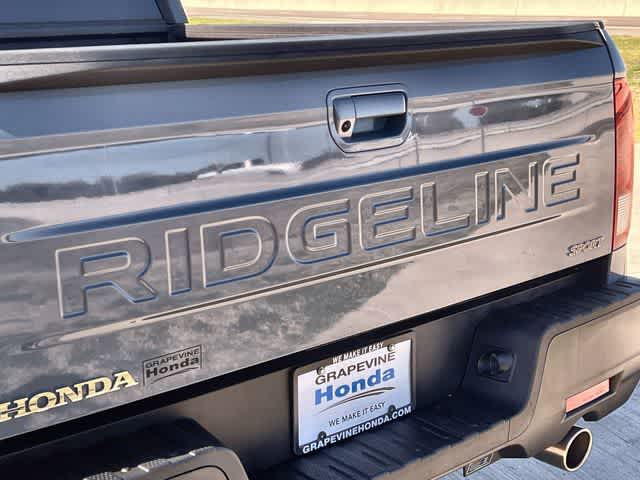 RIDGELINE
SPORT
HONDA
GRAPEVINE
Honda
WE MAKE IT EASY
GRAPEVINE
Honda
WE MAKE IT EASY
GRAPEVINEHONDA.COM